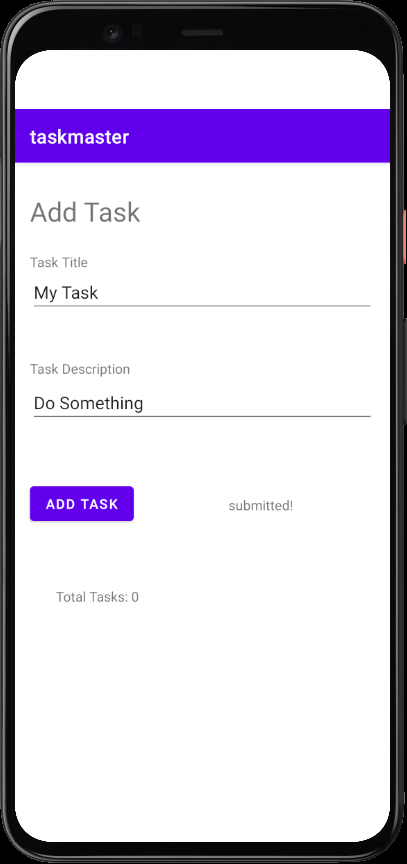 taskmaster
Add Task
Task Title
My Task
Task Description
Do Something
ADD TASK
submitted!
Total Tasks: 0